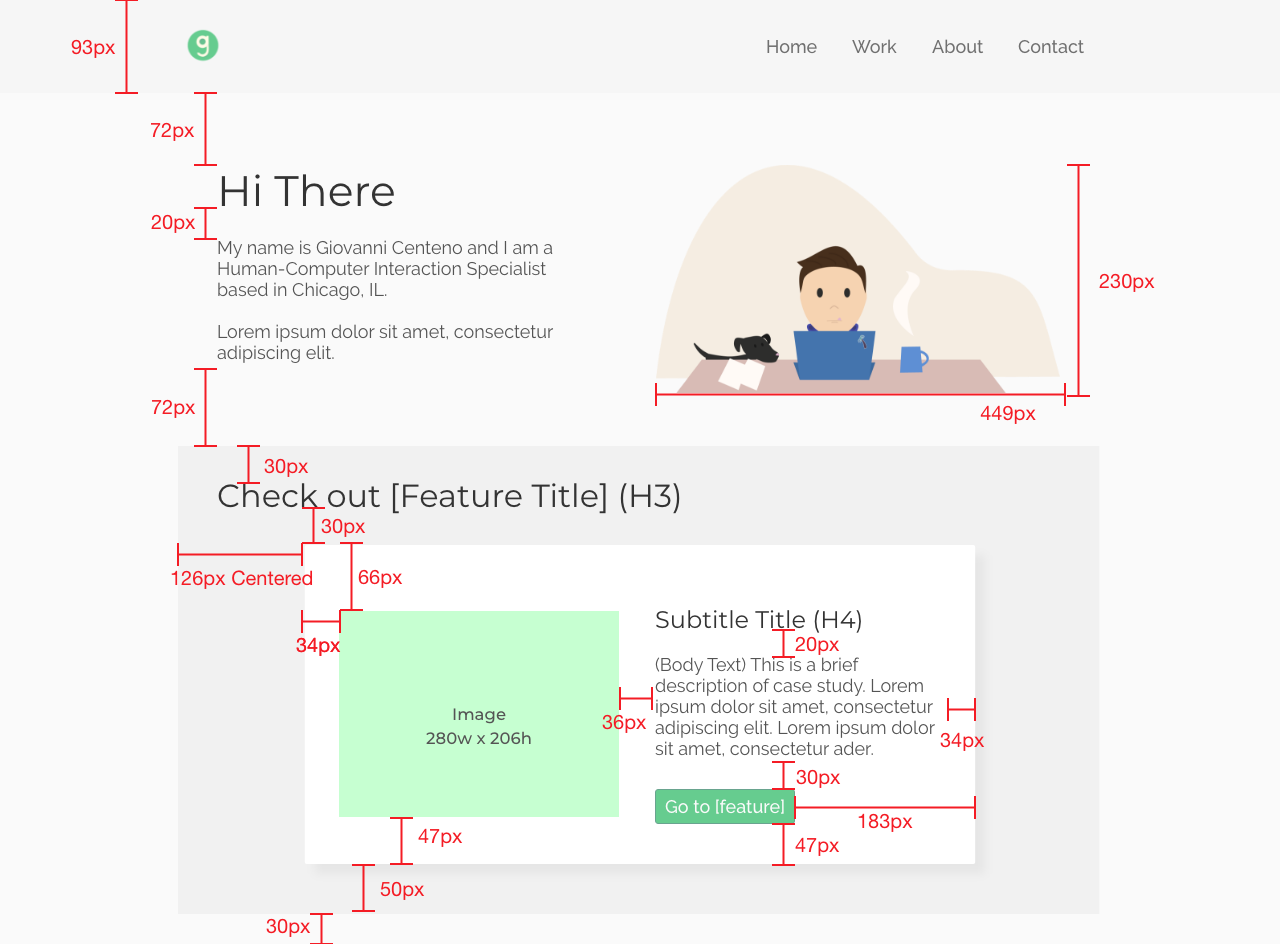 93px
g
Home Work About Contact
72px
Hi There
20px
My name is Giovanni Centeno and I am a
Human-Computer Interaction Specialist
based in Chicago, IL.
230px
Lorem ipsum dolor sit amet, consectetur
adipiscing elit.
72px
449px
30px
Check out [Feature Title] (H3)
30px
126px Centered
66px
34px
Subtitle Title (H4)
20px
(Body Text) This is a brief
description of case study. Lorem
ipsum dolor sit amet, consectetur
adipiscing elit. Lorem ipsum dolor
sit amet, consectetur ader.
Image
280w x 206h
36px
34px
30px
Go to [feature]
183px
47px
47px
50px
30px